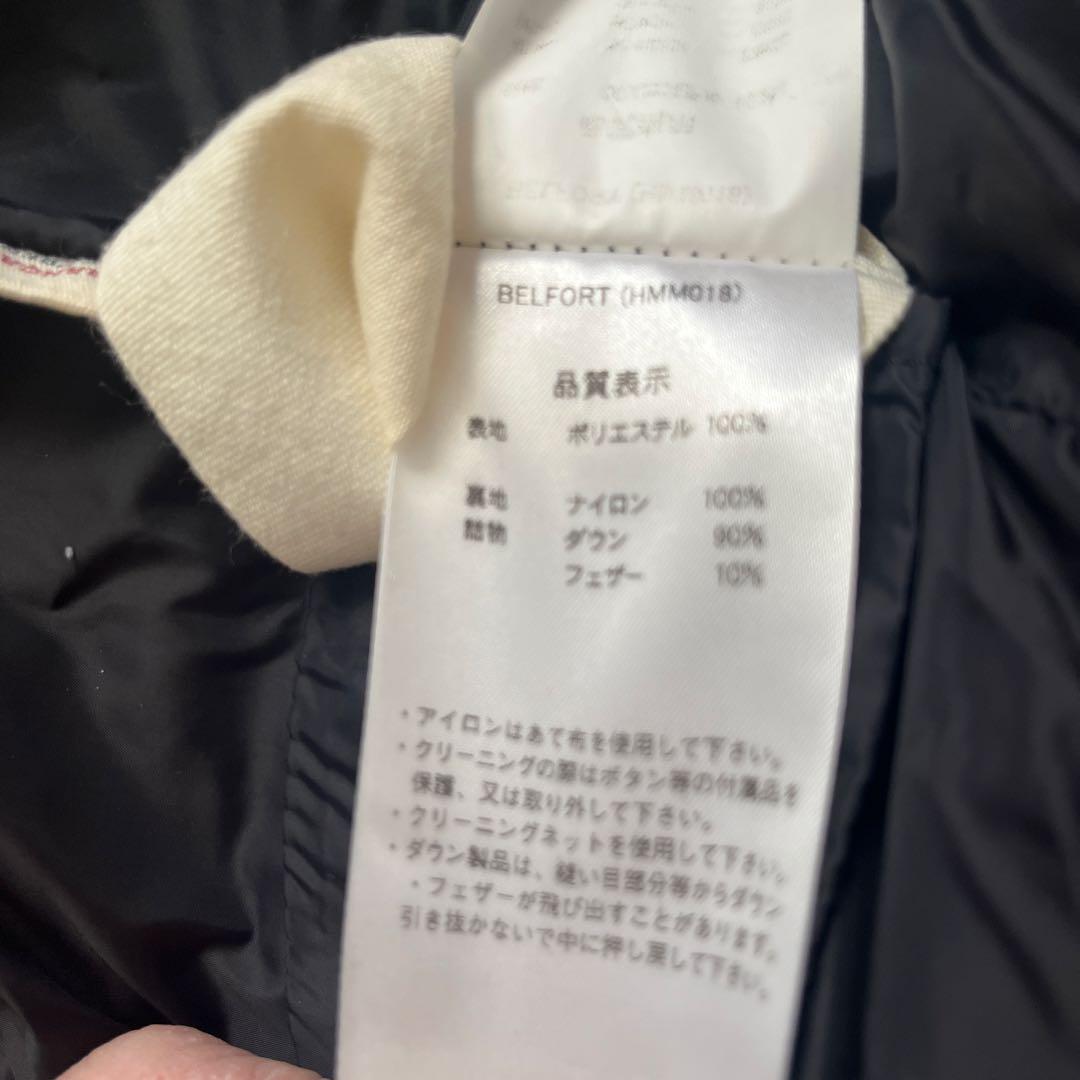 BELFORT (HMM018)
品質表示
表地 ポリエステル 100%
裏地 ナイロン 100%
詰物 ダウン 90%
フェザー 10%
・アイロンはあて布を使用して下さい。
・クリーニングの際はボタン等の付属品を
保護、又は取り外して下さい。
・クリーニングネットを使用して下さい。
・ダウン製品は、縫い目部分等からダウン
・フェザーが飛び出すことがあります。
引き抜かないで中に押し戻して下さい。